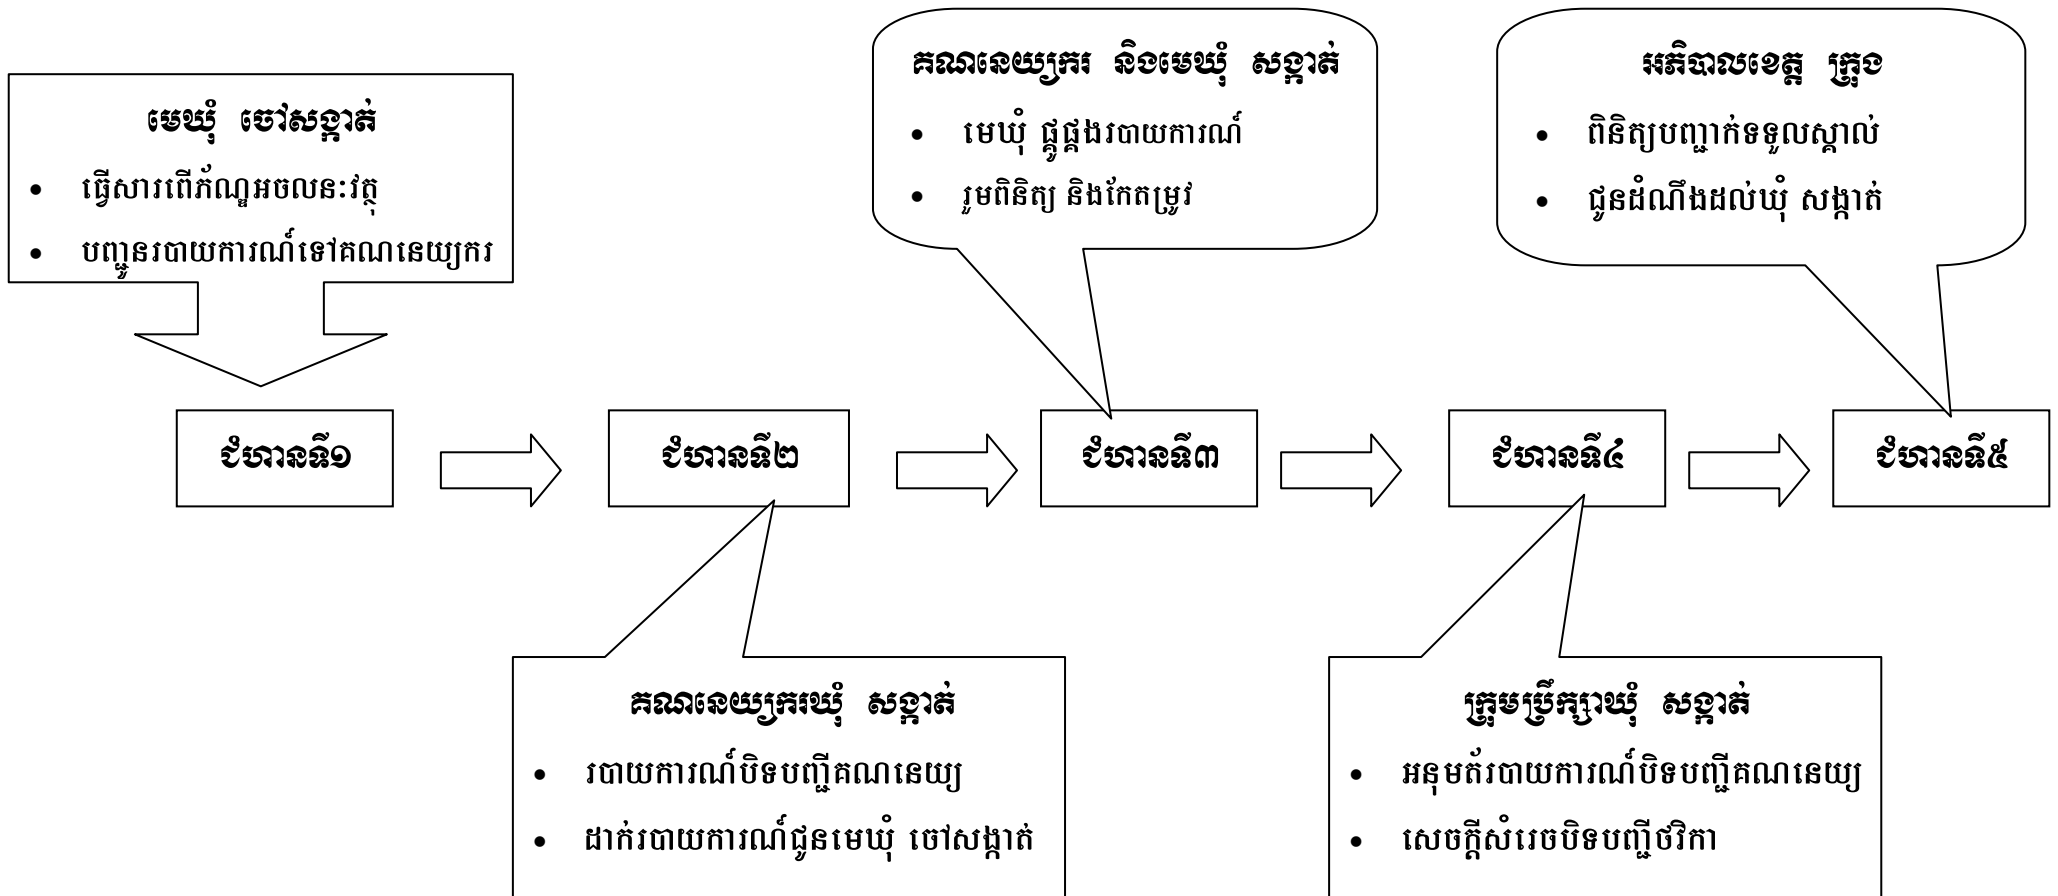 មេឃុំ ចៅសង្កាត់
• ធ្វើសារពើភ័ណ្ឌអចលនៈវត្ថុ
• បញ្ជូនរបាយការណ៍ទៅគណនេយ្យករ
គណនេយ្យករ និងមេឃុំ សង្កាត់
• មេឃុំ ផ្គូផ្គងរបាយការណ៍
• រួមពិនិត្យ និងកែតម្រូវ
អភិបាលខេត្ត ក្រុង
• ពិនិត្យបញ្ជាក់ទទួលស្គាល់
• ជូនដំណឹងដល់ឃុំ សង្កាត់
ជំហានទី១
ជំហានទី២
ជំហានទី៣
ជំហានទី៤
ជំហានទី៥
គណនេយ្យករឃុំ សង្កាត់
• របាយការណ៍បិទបញ្ជីគណនេយ្យ
• ដាក់របាយការណ៍ជូនមេឃុំ ចៅសង្កាត់
ក្រុមប្រឹក្សាឃុំ សង្កាត់
• អនុមត័របាយការណ៍បិទបញ្ជីគណនេយ្យ
• សេចក្តីសំរេចបិទបញ្ជីថវិកា